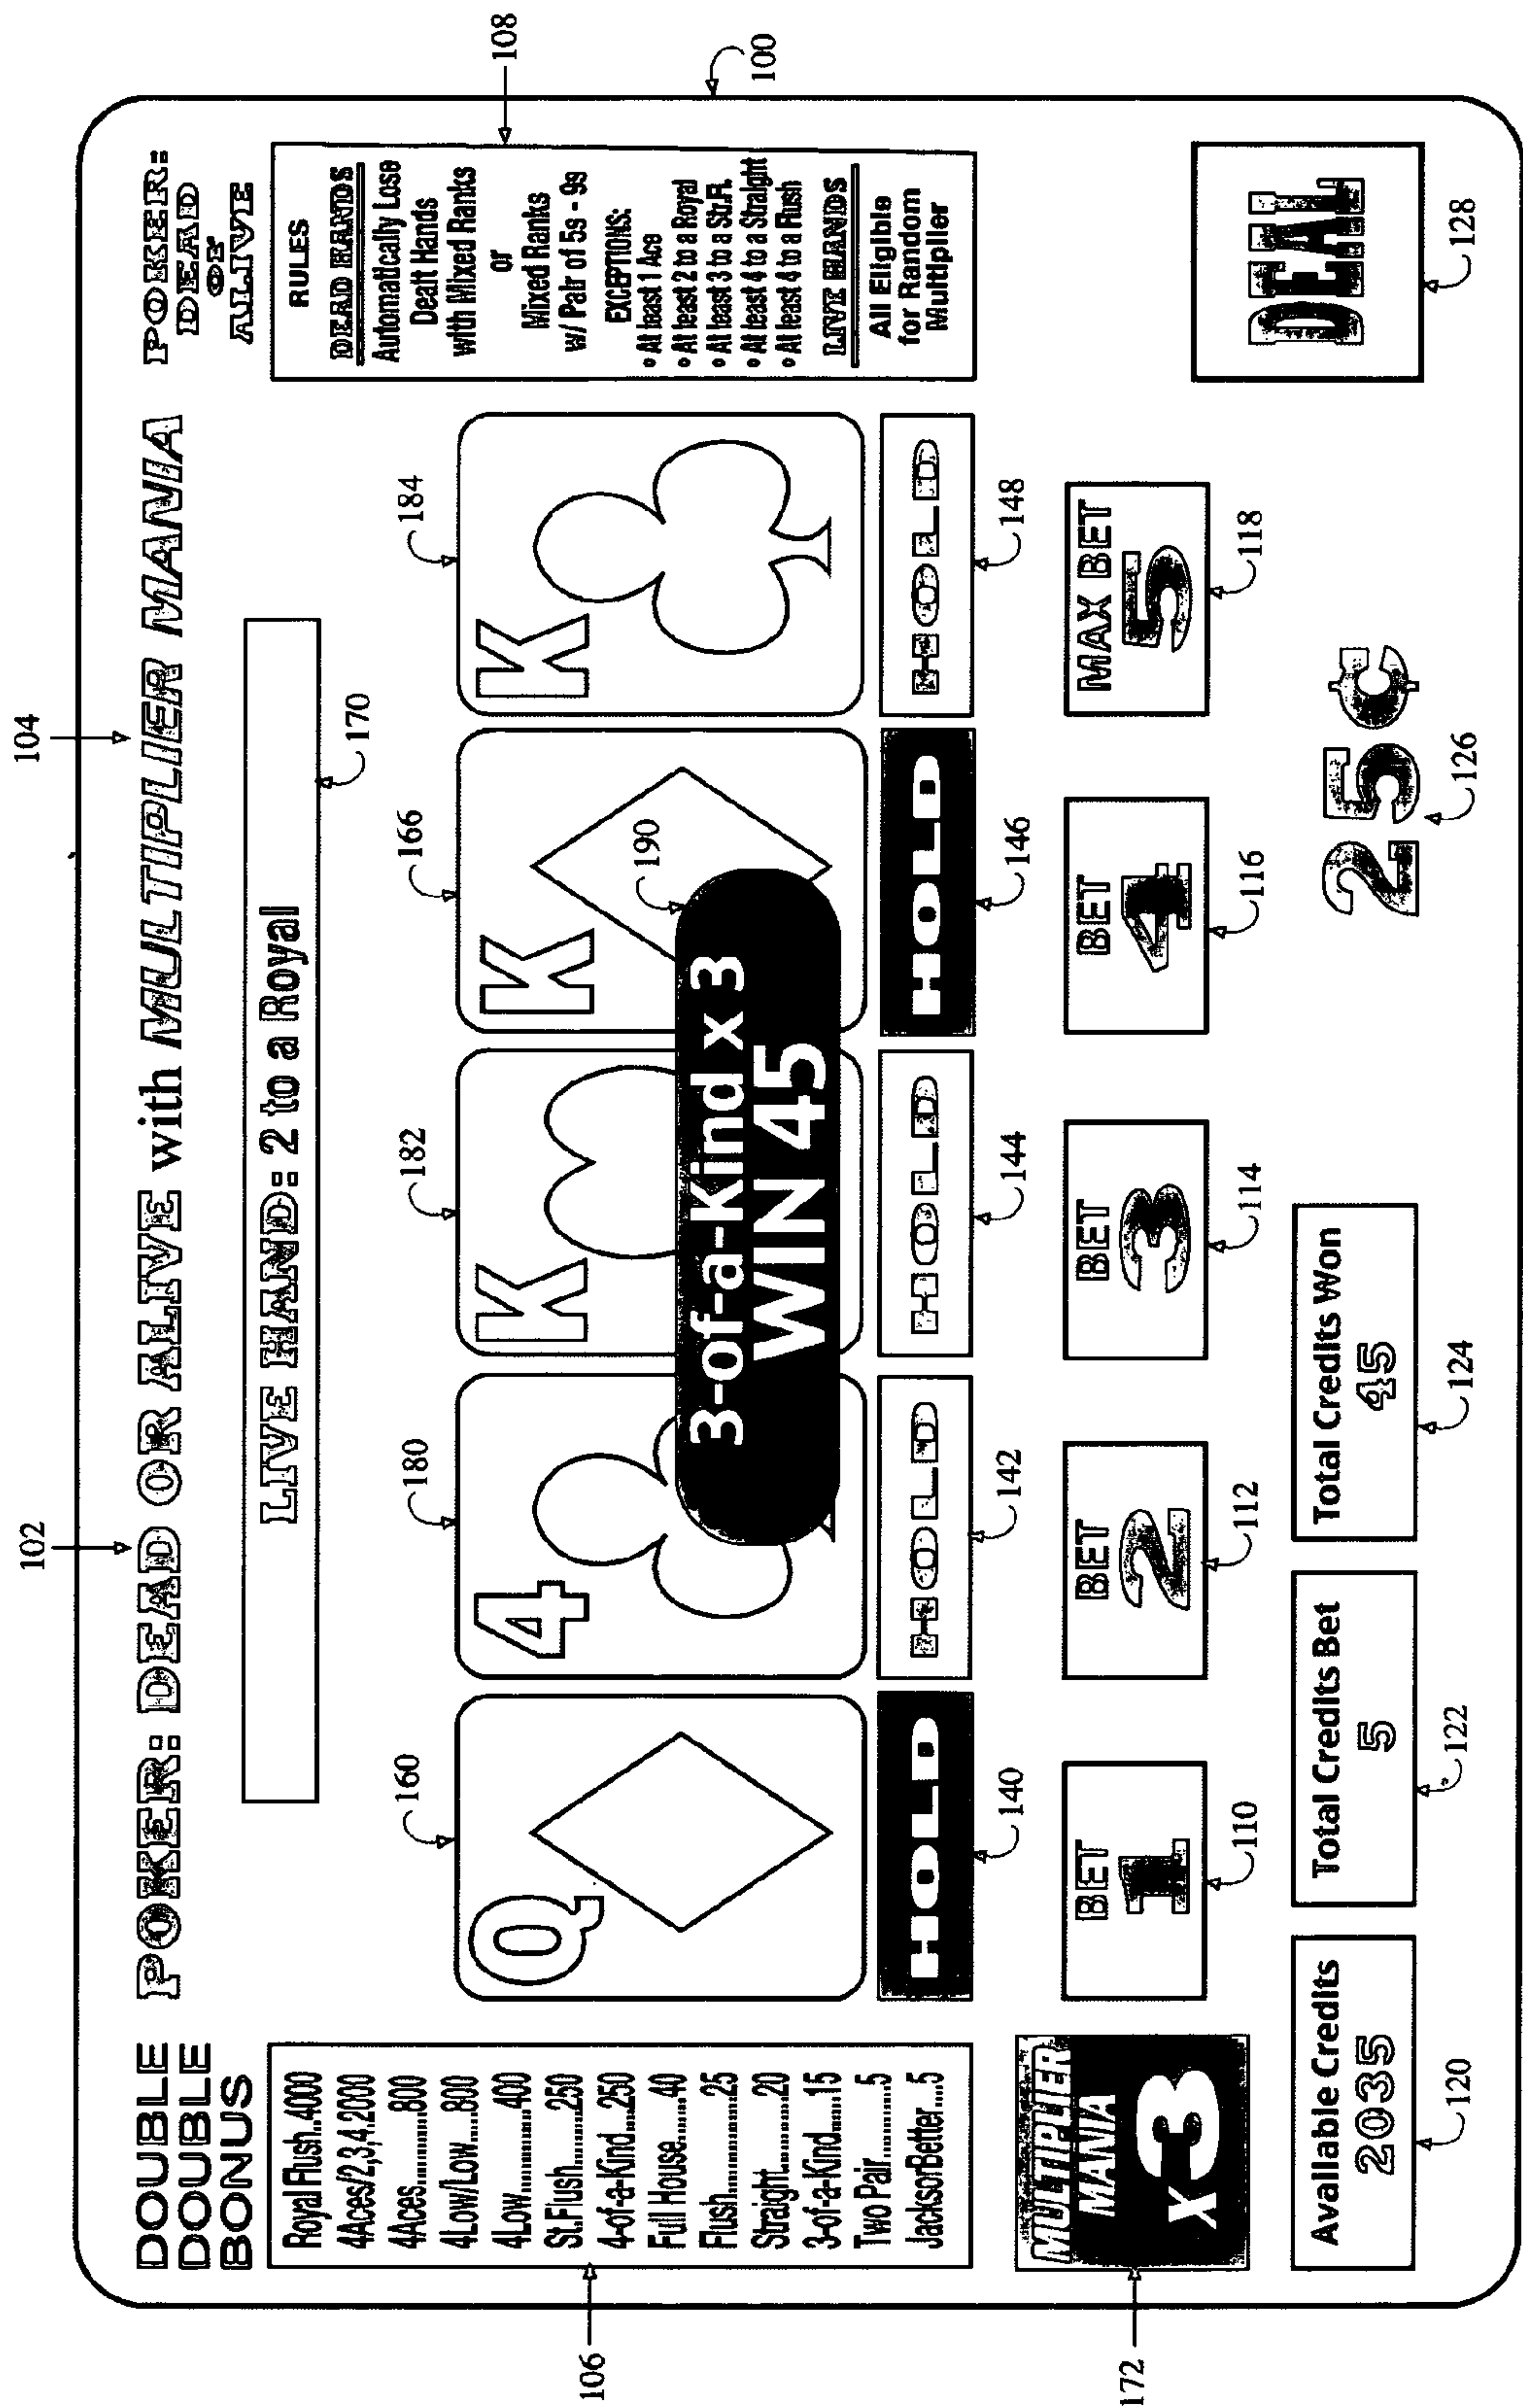 102
104
POKER: DEAD OR ALIVE with MULTIPLIER MANIA
DOUBLE
DOUBLE
BONUS
POKER:
DEAD
OR
ALIVE
LIVE HAND: 2 to a Royal
170
106
Royal Flush..4000
4Aces/2,3,4.2000
4Aces.........800
4Low/Low.....800
4Low..........400
St.Flush......250
4-of-a-Kind...250
Full House....40
Flush...........25
Straight........20
3-of-a-Kind....15
Two Pair.......5
JacksorBetter...5
160
180
182
166
184
Q
4
K
K
K
190
3-of-a-Kind x 3
WIN 45
HOLD
HOLD
HOLD
HOLD
HOLD
140
142
144
146
148
RULES
DEAD HANDS
Automatically Lose
Dealt Hands
with Mixed Ranks
or
Mixed Ranks
w/ Pair of 5s - 9s
EXCEPTIONS:
• At least 1 Ace
• At least 2 to a Royal
• At least 3 to a Str.Fl.
• At least 4 to a Straight
• At least 4 to a Flush
LIVE HANDS
All Eligible
for Random
Multiplier
108
100
172
MULTIPLIER
MANIA
x3
BET
1
110
BET
2
112
BET
3
114
BET
4
116
MAX BET
5
118
Available Credits
2035
120
Total Credits Bet
5
122
Total Credits Won
45
124
25¢
126
DEAL
128